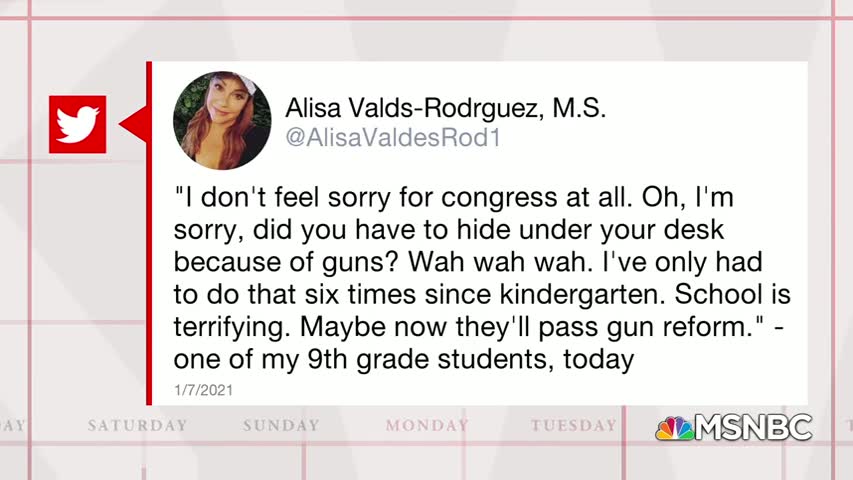 Alisa Valds-Rodrguez, M.S.
@AlisaValdesRod1
"I don't feel sorry for congress at all. Oh, I'm
sorry, did you have to hide under your desk
because of guns? Wah wah wah. I've only had
to do that six times since kindergarten. School is
terrifying. Maybe now they'll pass gun reform." -
one of my 9th grade students, today
1/7/2021
AY SATURDAY SUNDAY MONDAY TUESDAY
MSNBC